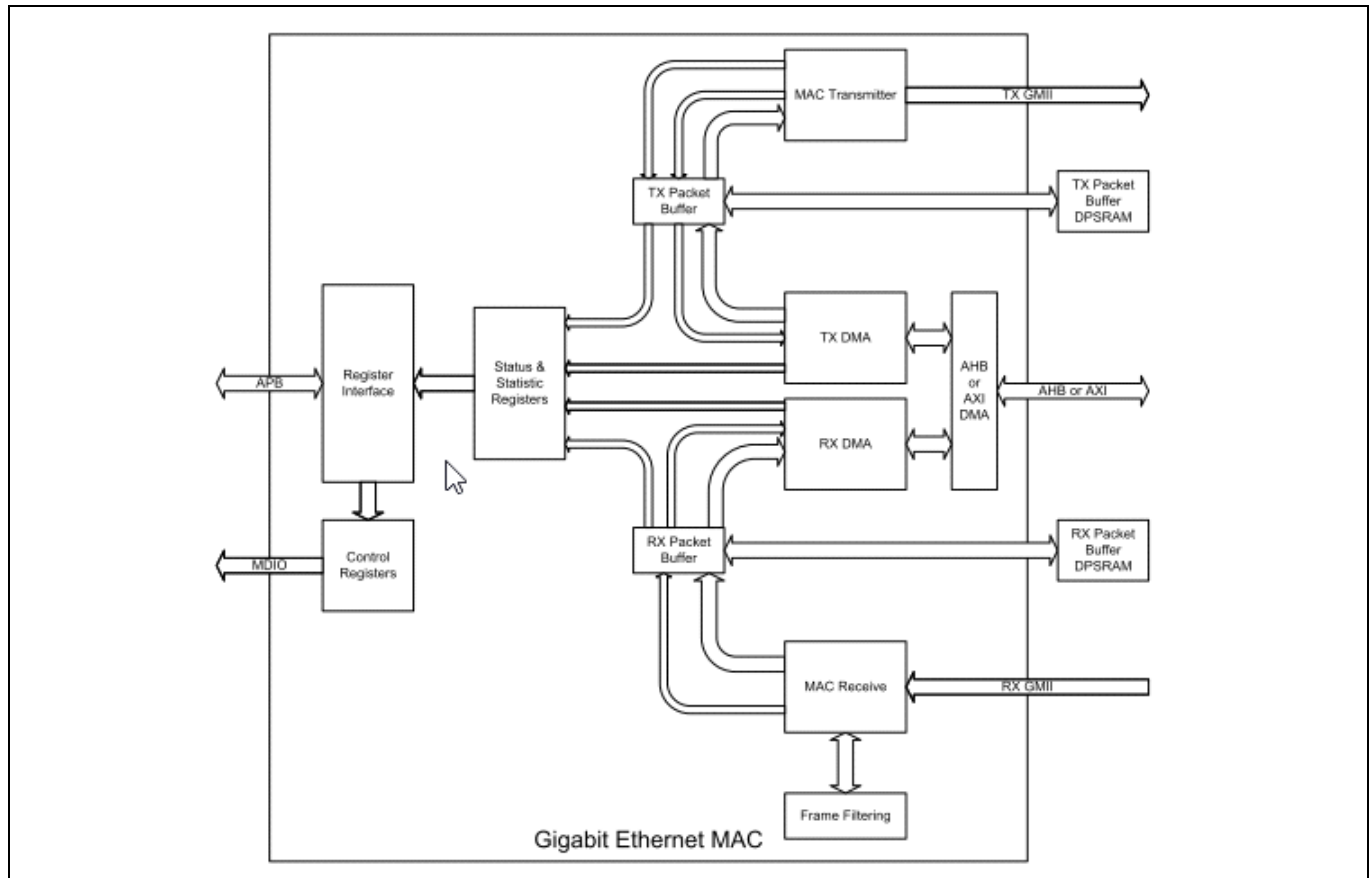 MAC Transmitter
TX GMII
TX Packet
Buffer
TX Packet
Buffer
DPSRAM
Register
Interface
Status &
Statistic
Registers
TX DMA
AHB
or
AXI
DMA
APB
AHB or AXI
RX DMA
RX Packet
Buffer
RX Packet
Buffer
DPSRAM
Control
Registers
MDIO
MAC Receive
RX GMII
Frame Filtering
Gigabit Ethernet MAC